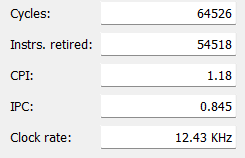 Cycles: 64526
Instrs. retired: 54518
CPI: 1.18
IPC: 0.845
Clock rate: 12.43 KHz